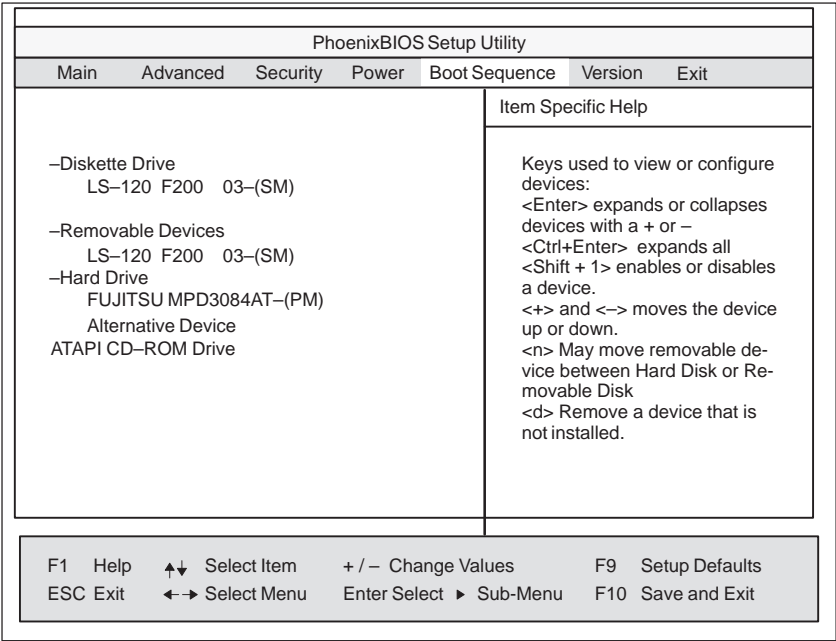 PhoenixBIOS Setup Utility
Main Advanced Security Power Boot Sequence Version Exit
Item Specific Help
–Diskette Drive
LS–120 F200 03–(SM)
–Removable Devices
LS–120 F200 03–(SM)
–Hard Drive
FUJITSU MPD3084AT–(PM)
Alternative Device
ATAPI CD–ROM Drive
Keys used to view or configure
devices:
<Enter> expands or collapses
devices with a + or –
<Ctrl+Enter> expands all
<Shift + 1> enables or disables
a device.
<+> and <–> moves the device
up or down.
<n> May move removable de-
vice between Hard Disk or Re-
movable Disk
<d> Remove a device that is
not installed.
F1 Help Select Item + / – Change Values F9 Setup Defaults
ESC Exit Select Menu Enter Select Sub-Menu F10 Save and Exit